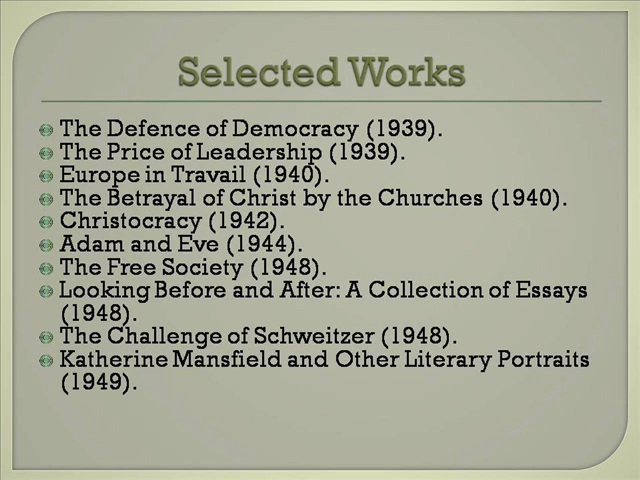 Selected Works
The Defence of Democracy (1939).
The Price of Leadership (1939).
Europe in Travail (1940).
The Betrayal of Christ by the Churches (1940).
Christocracy (1942).
Adam and Eve (1944).
The Free Society (1948).
Looking Before and After: A Collection of Essays
(1948).
The Challenge of Schweitzer (1948).
Katherine Mansfield and Other Literary Portraits
(1949).